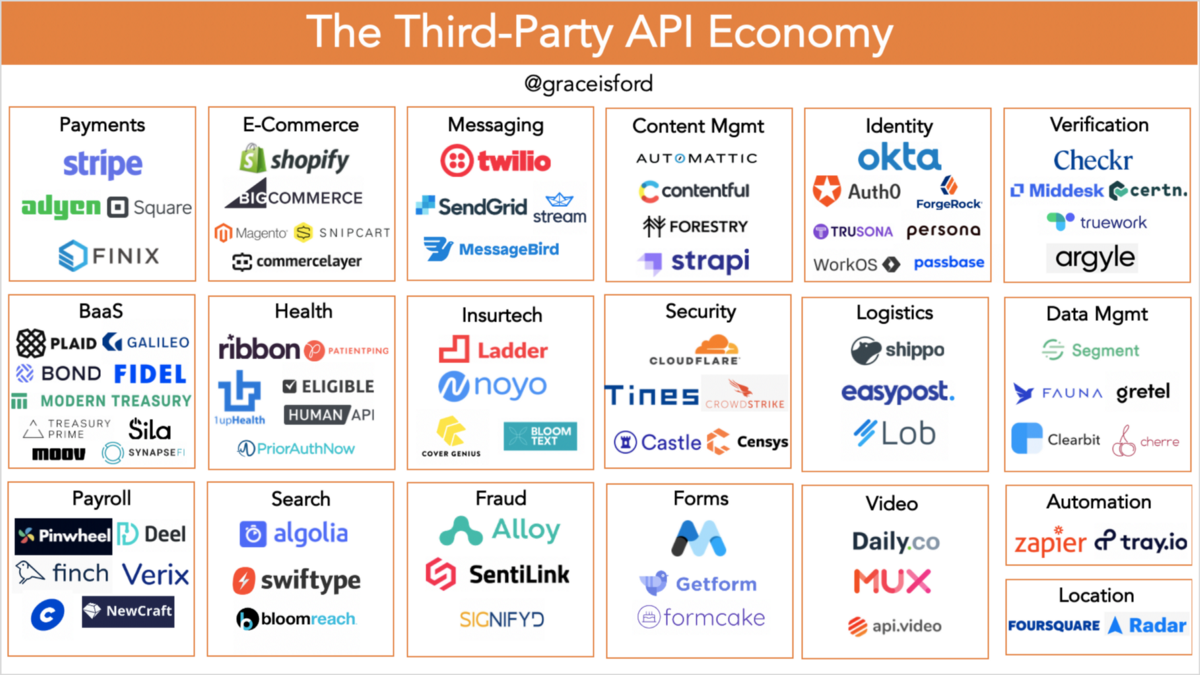 The Third-Party API Economy
@graceisford
Payments
stripe
adyen Square
FINIX
E-Commerce
shopify
BIGCOMMERCE
Magento SNIPCART
commercelayer
Messaging
twilio
SendGrid stream
MessageBird
Content Mgmt
AUTOMATTIC
contentful
FORESTRY
strapi
Identity
okta
Auth0 ForgeRock
TRUSONA persona
WorkOS passbase
Verification
Checkr
Middesk certn.
truework
argyle
BaaS
PLAID GALILEO
BOND FIDEL
MODERN TREASURY
TREASURY PRIME Sila
moov SYNAPSEFI
Health
ribbon PATIENTPING
1upHealth ELIGIBLE
HUMAN API
PriorAuthNow
Insurtech
Ladder
noyo
COVER GENIUS BLOOM TEXT
Security
CLOUDFLARE
Tines CROWDSTRIKE
Castle Censys
Logistics
shippo
easypost.
Lob
Data Mgmt
Segment
FAUNA gretel
Clearbit cherre
Payroll
Pinwheel Deel
finch Verix
C NewCraft
Search
algolia
swiftype
b bloomreach
Fraud
Alloy
SentiLink
SIGNIFYD
Forms
Getform
formcake
Video
Daily.co
MUX
api.video
Automation
zapier tray.io
Location
FOURSQUARE Radar